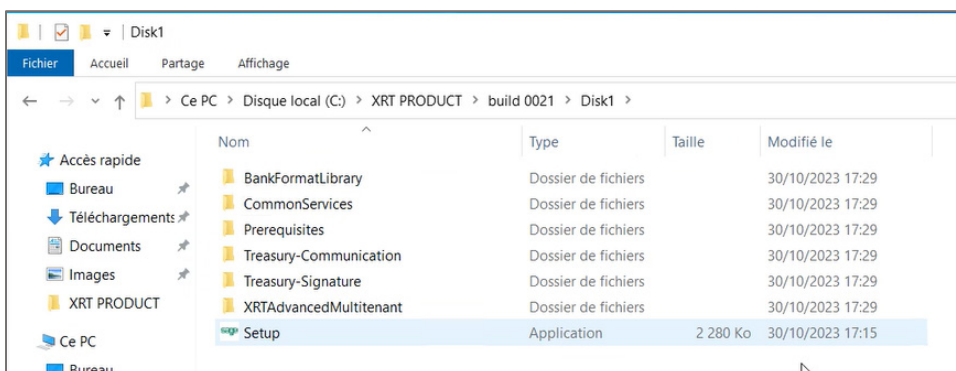 Disk1
Fichier Accueil Partage Affichage
Ce PC > Disque local (C:) > XRT PRODUCT > build 0021 > Disk1 >
Nom Type Taille Modifié le
Accès rapide
Bureau
Téléchargements
Documents
Images
XRT PRODUCT
Ce PC
Bureau
BankFormatLibrary Dossier de fichiers 30/10/2023 17:29
CommonServices Dossier de fichiers 30/10/2023 17:29
Prerequisites Dossier de fichiers 30/10/2023 17:29
Treasury-Communication Dossier de fichiers 30/10/2023 17:29
Treasury-Signature Dossier de fichiers 30/10/2023 17:29
XRTAdvancedMultitenant Dossier de fichiers 30/10/2023 17:29
sage Setup Application 2 280 Ko 30/10/2023 17:15